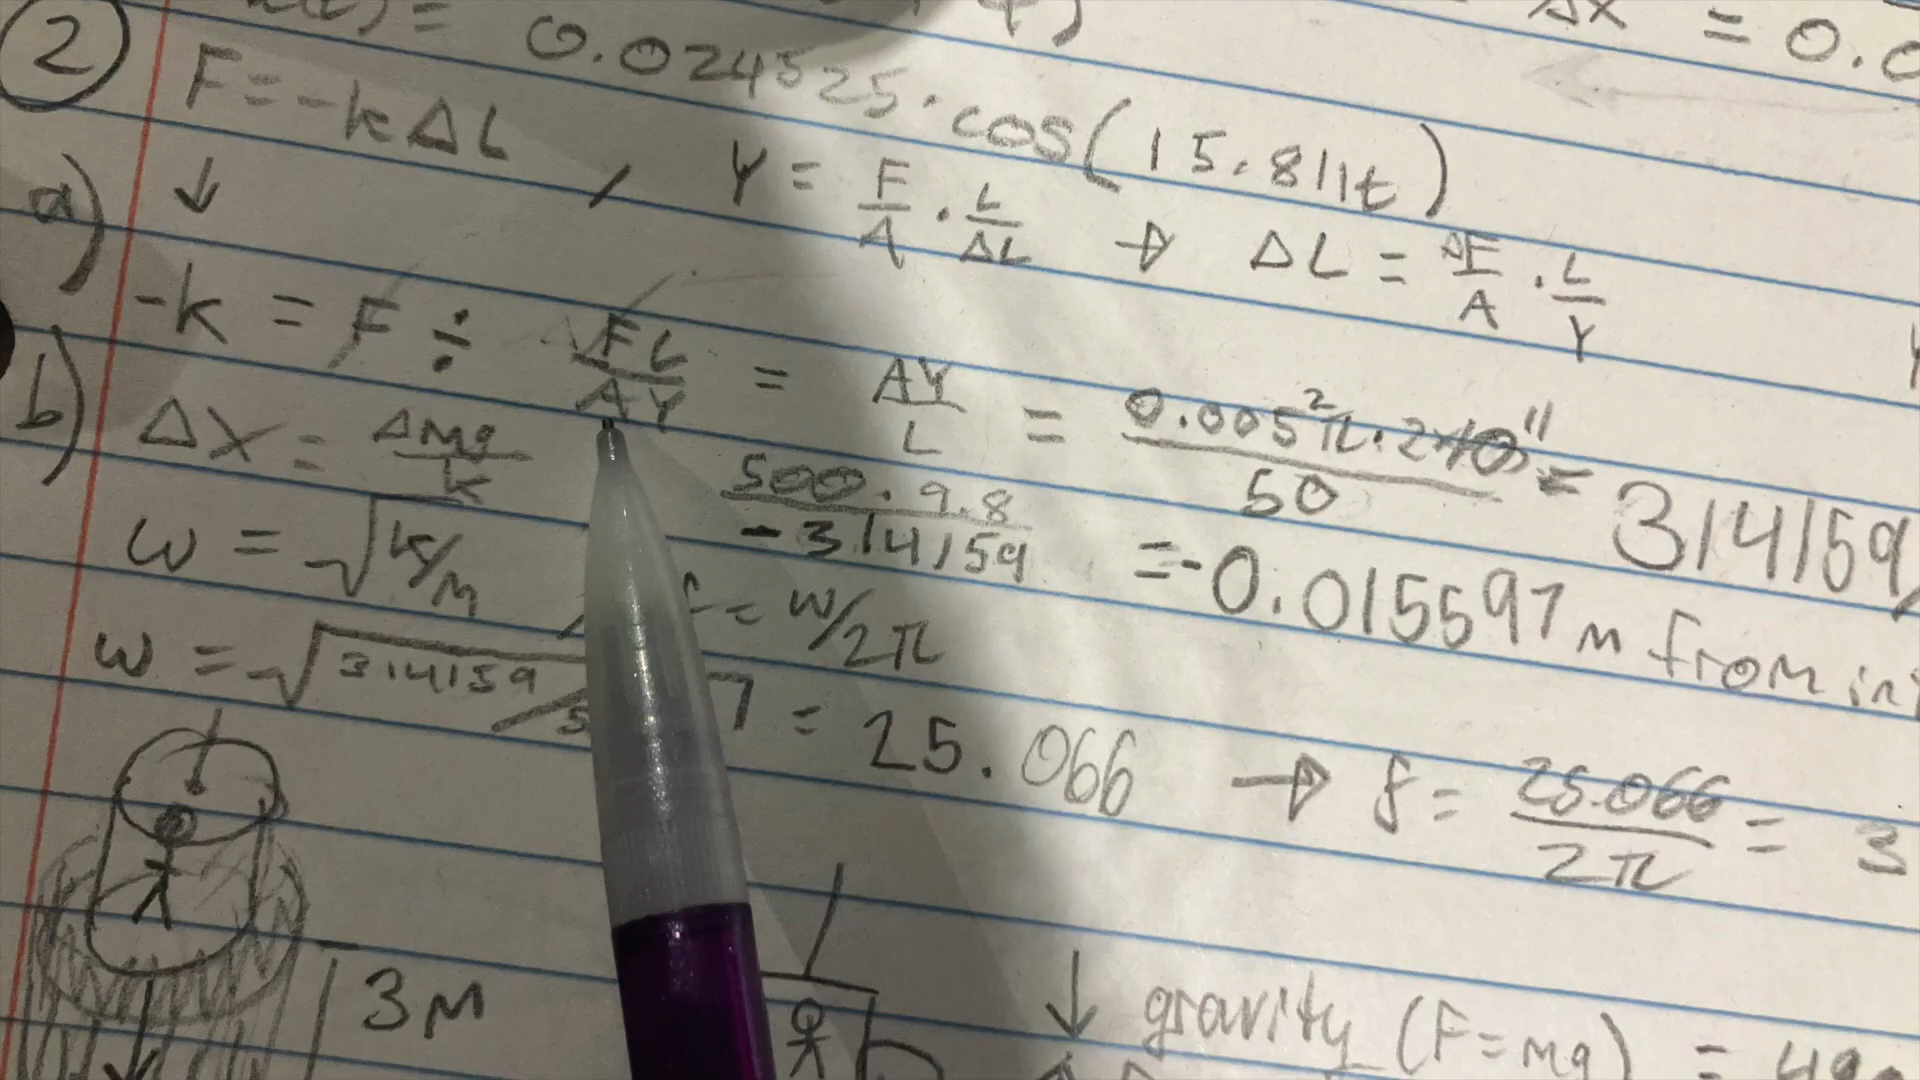 = 0.024525·cos(15.811t)
Δx = 0.0
2
F = -kΔL , Y = F/A · L/ΔL → ΔL = F/A · L/Y
a) ↓
-k = F ÷ FL/AY = AY/L = 0.005²π·2×10¹¹/50 = 314159
b) Δx = Δmg/k 500·9.8/-314159 = -0.015597 m from
ω = √k/m = w/2π
ω = √314159/ = 25.066 → f = 25.066/2π = 3
3M
↓ gravity (F=mg) = 49